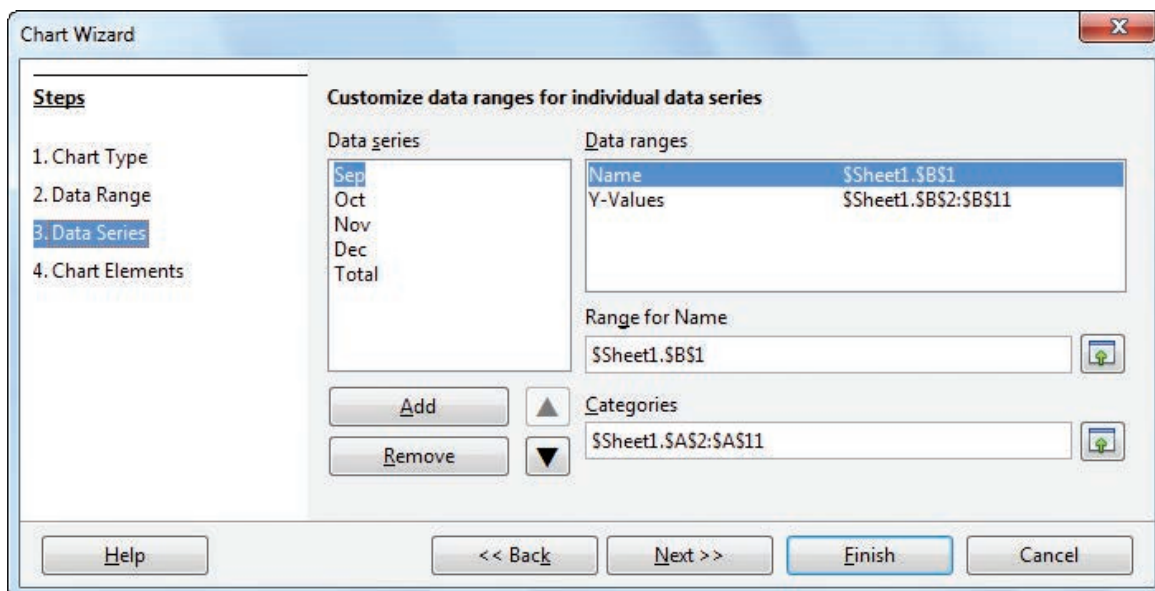 Chart Wizard
X
Steps
1. Chart Type
2. Data Range
3. Data Series
4. Chart Elements
Customize data ranges for individual data series
Data series
Sep
Oct
Nov
Dec
Total
Add
Remove
Data ranges
Name $Sheet1.$B$1
Y-Values $Sheet1.$B$2:$B$11
Range for Name
$Sheet1.$B$1
Categories
$Sheet1.$A$2:$A$11
Help
<< Back
Next >>
Finish
Cancel